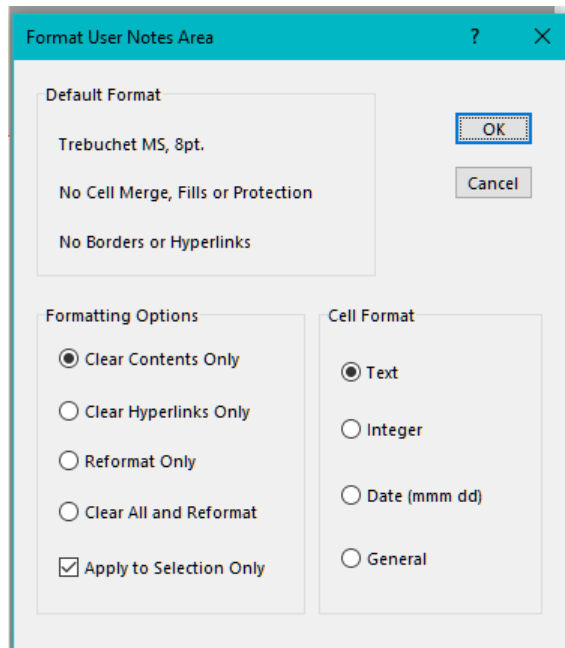 Format User Notes Area
?
Default Format
Trebuchet MS, 8pt.
No Cell Merge, Fills or Protection
No Borders or Hyperlinks
OK
Cancel
Formatting Options
Clear Contents Only
Clear Hyperlinks Only
Reformat Only
Clear All and Reformat
Apply to Selection Only
Cell Format
Text
Integer
Date (mmm dd)
General